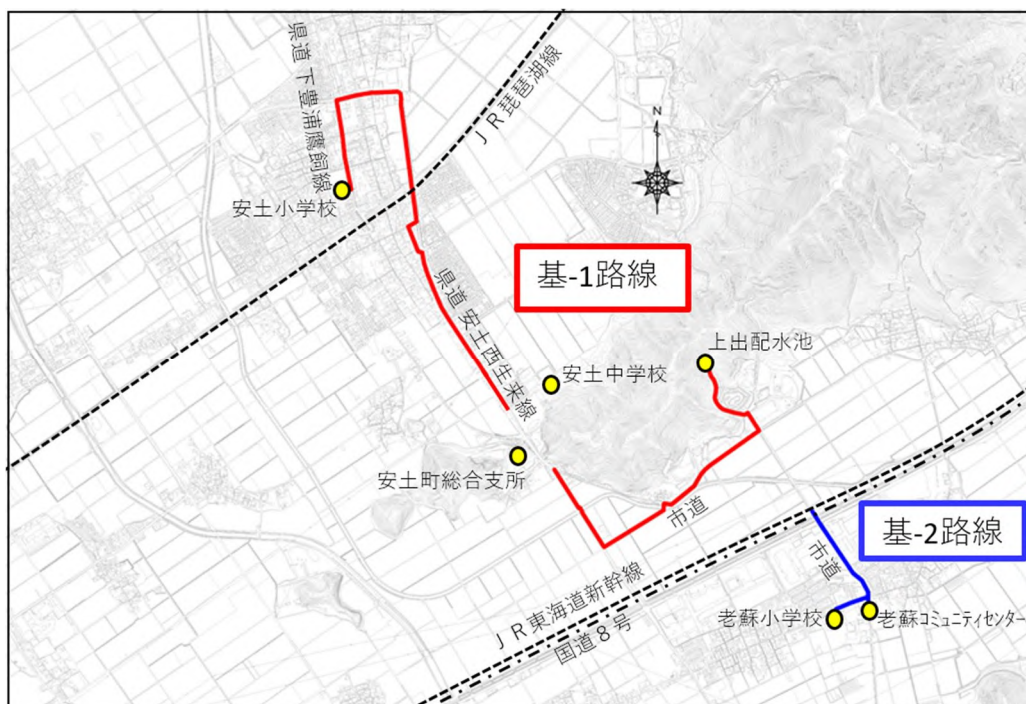 県道 下豊浦鷹飼線
JR琵琶湖線
N
安土小学校
基-1路線
県道 安土西生来線
上出配水池
安土中学校
安土町総合支所
市道
基-2路線
市道
JR東海道新幹線
国道8号
老蘇小学校
老蘇コミュニティセンター